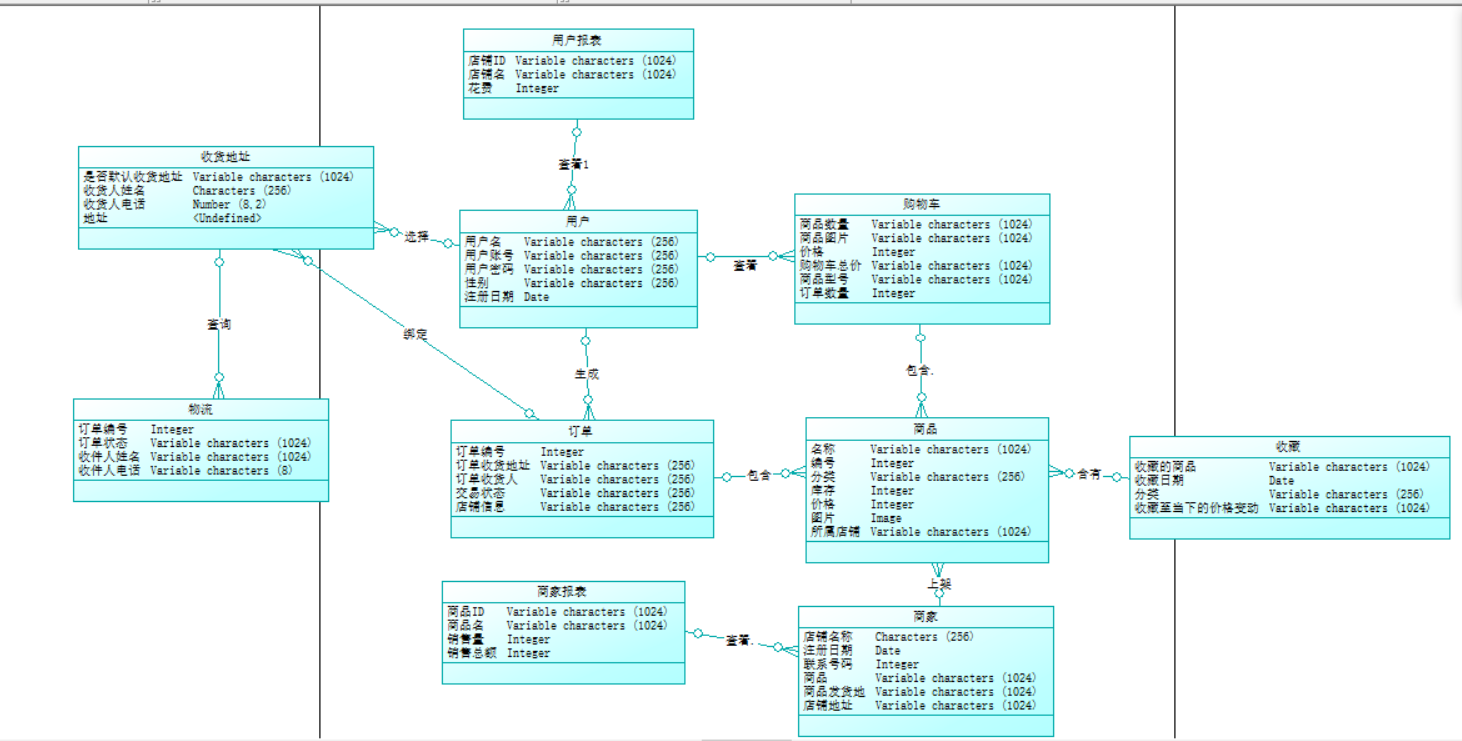 用户报表
店铺ID Variable characters (1024)
店铺名 Variable characters (1024)
花费 Integer
查看1
收货地址
是否默认收货地址 Variable characters (1024)
收货人姓名 Characters (256)
收货人电话 Number (8,2)
地址 <Undefined>
选择
用户
用户名 Variable characters (256)
用户账号 Variable characters (256)
用户密码 Variable characters (256)
性别 Variable characters (256)
注册日期 Date
查看
购物车
商品数量 Variable characters (1024)
商品图片 Variable characters (1024)
价格 Integer
购物车总价 Variable characters (1024)
商品型号 Variable characters (1024)
订单数量 Integer
查询
绑定
生成
包含.
物流
订单编号 Integer
订单状态 Variable characters (1024)
收件人姓名 Variable characters (1024)
收件人电话 Variable characters (8)
订单
订单编号 Integer
订单收货地址 Variable characters (256)
订单收货人 Variable characters (256)
交易状态 Variable characters (256)
店铺信息 Variable characters (256)
包含
商品
名称 Variable characters (1024)
编号 Integer
分类 Variable characters (256)
库存 Integer
价格 Integer
图片 Image
所属店铺 Variable characters (1024)
含有
收藏
收藏的商品 Variable characters (1024)
收藏日期 Date
分类 Variable characters (256)
收藏至当下的价格变动 Variable characters (1024)
上架
商家报表
商品ID Variable characters (1024)
商品名 Variable characters (1024)
销售量 Integer
销售总额 Integer
查看.
商家
店铺名称 Characters (256)
注册日期 Date
联系号码 Integer
商品 Variable characters (1024)
商品发货地 Variable characters (1024)
店铺地址 Variable characters (1024)